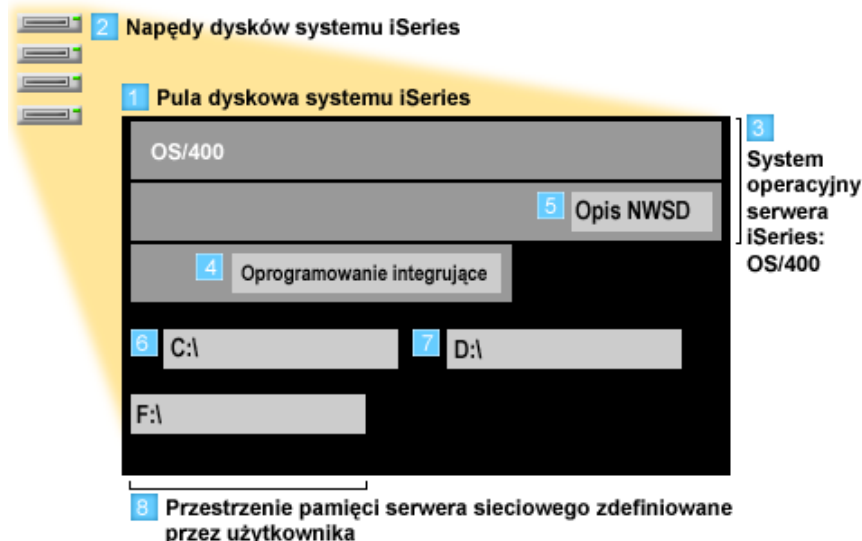 2 Napędy dysków systemu iSeries
1 Pula dyskowa systemu iSeries
OS/400
3
System
operacyjny
serwera
iSeries:
OS/400
5 Opis NWSD
4 Oprogramowanie integrujące
6 C:\
7 D:\
F:\
8 Przestrzenie pamięci serwera sieciowego zdefiniowane
przez użytkownika